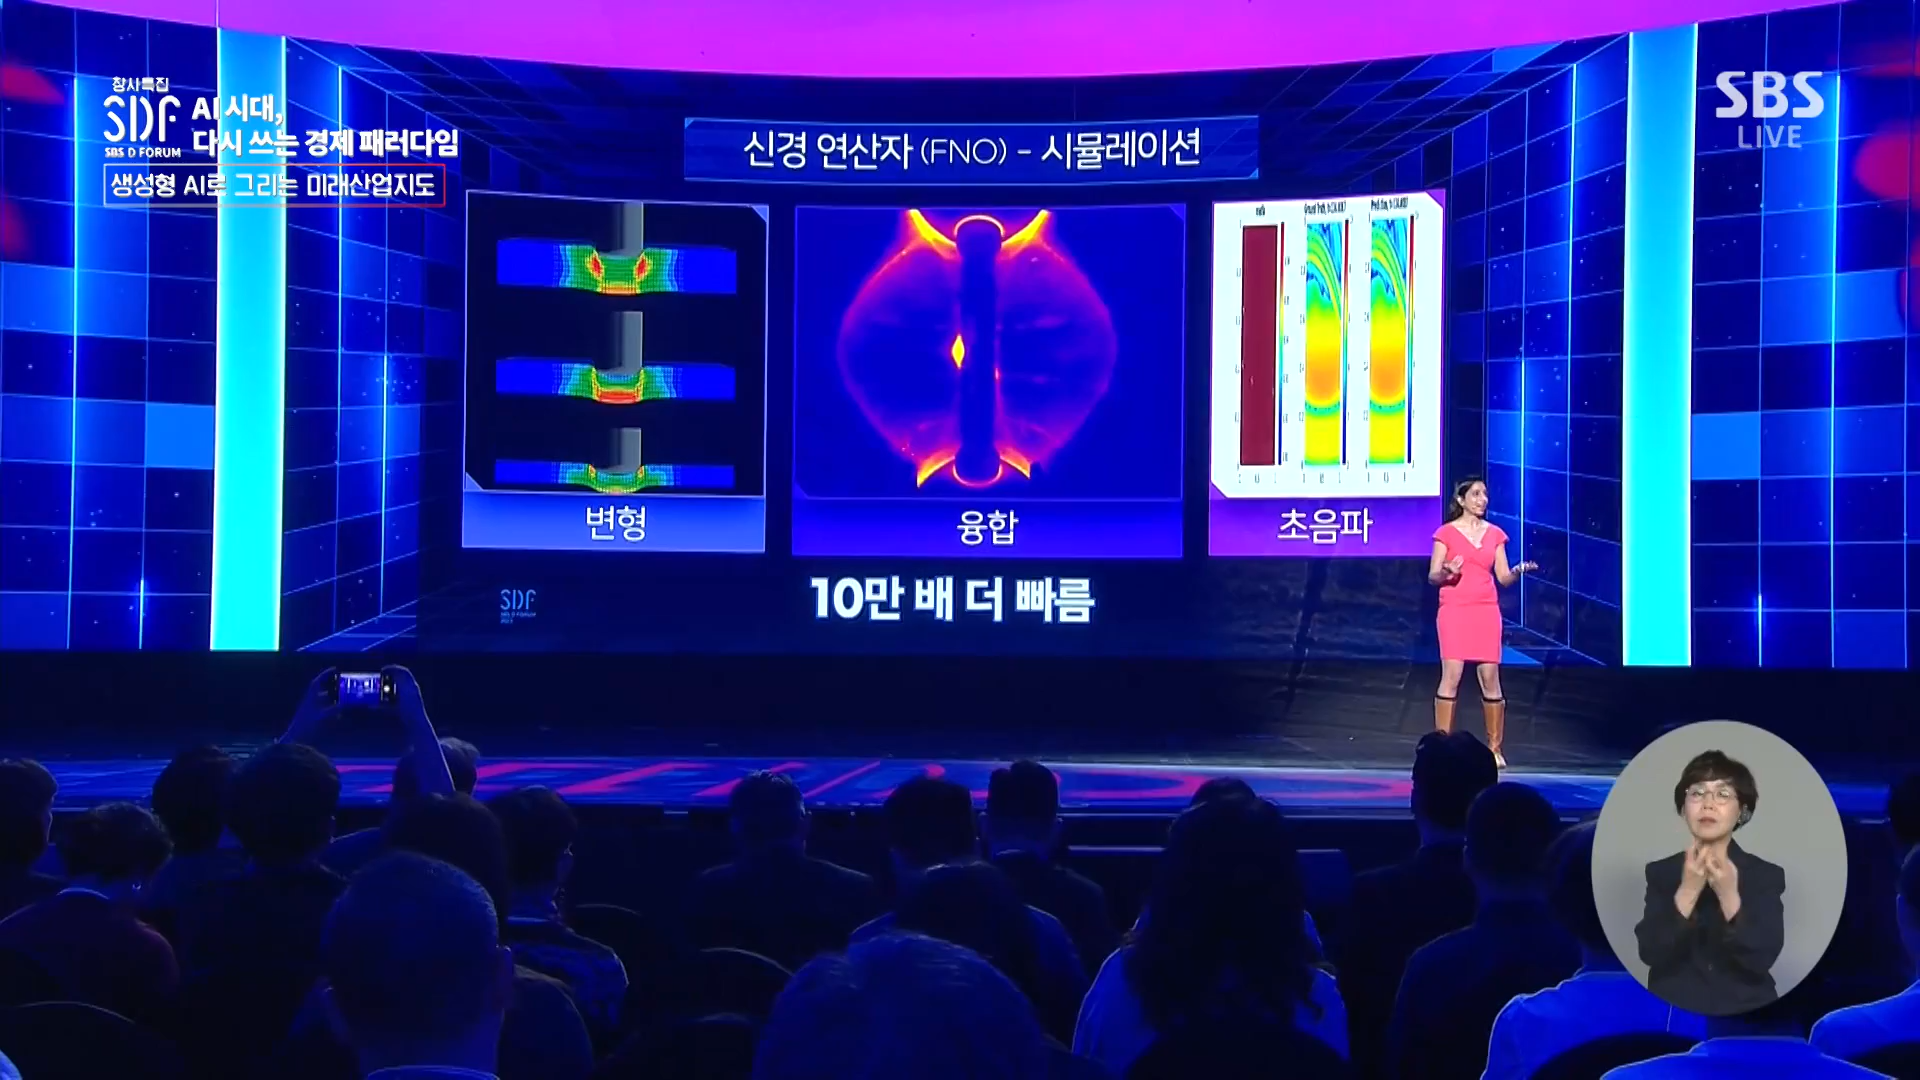 창사특집
SDF
SBS D FORUM
AI 시대,
다시 쓰는 경제 패러다임
생성형 AI로 그리는 미래산업지도
SBS
LIVE
신경 연산자 (FNO) - 시뮬레이션
변형
융합
초음파
10만 배 더 빠름
SDF